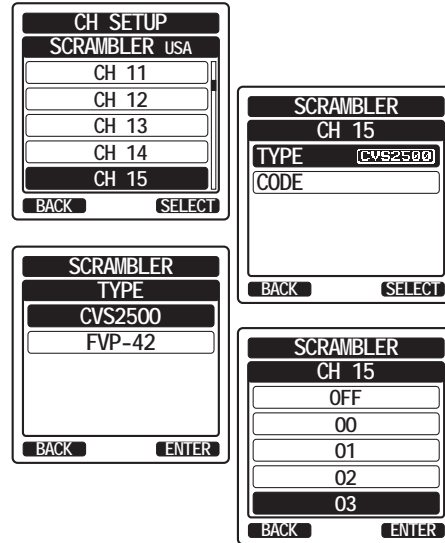 CH SETUP
SCRAMBLER USA
CH 11
CH 12
CH 13
CH 14
CH 15
BACK SELECT
SCRAMBLER
CH 15
TYPE CVS2500
CODE
BACK SELECT
SCRAMBLER
TYPE
CVS2500
FVP-42
BACK ENTER
SCRAMBLER
CH 15
OFF
00
01
02
03
BACK ENTER